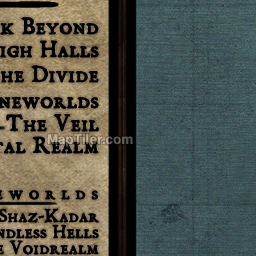 K BEYOND
IGH HALLS
HE DIVIDE
NEWORLDS
THE VEIL
TAL REALM
MapTiler.com
EWORLDS
SHAZ-KADAR
NDLESS HELLS
E VOIDREALM